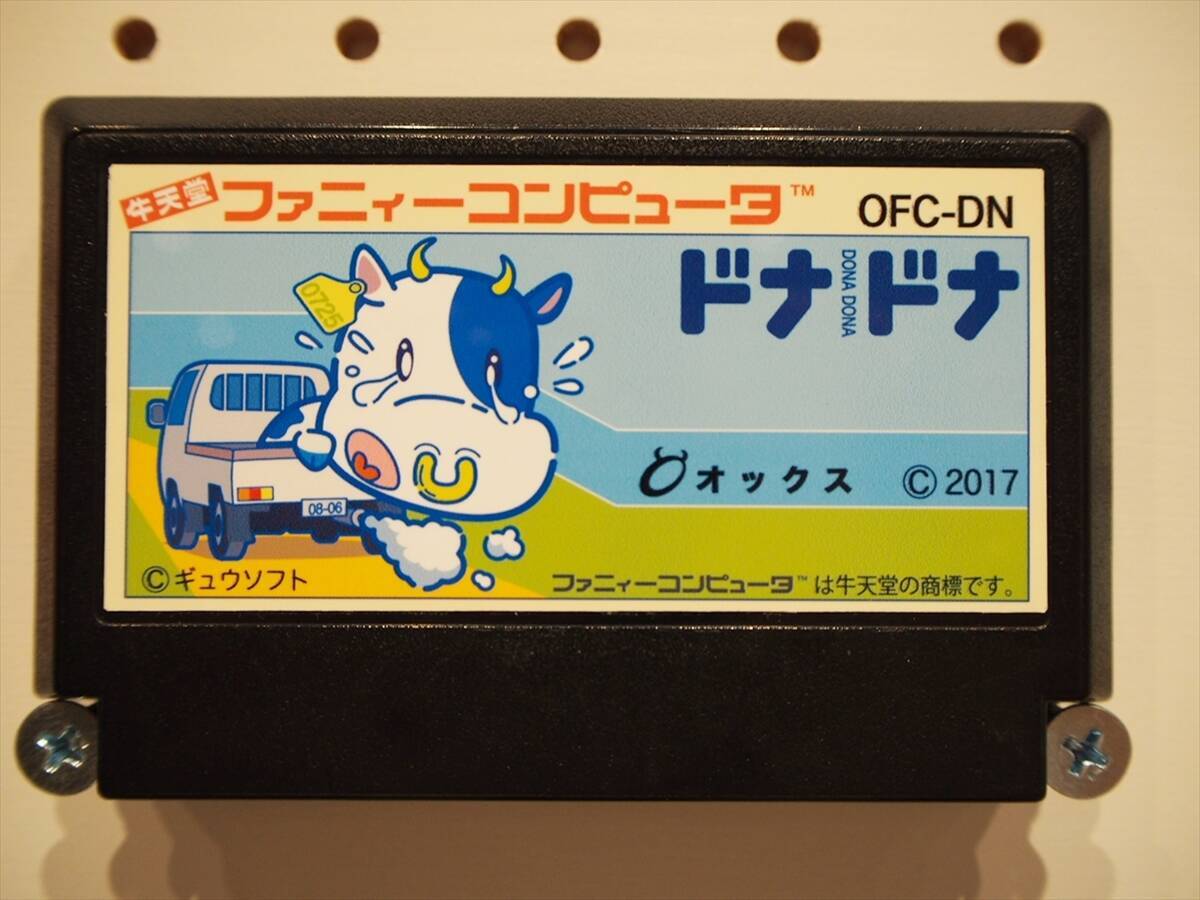 牛天堂 ファニィーコンピュータ™ OFC-DN
ドナドナ
DONA DONA
0725
オックス © 2017
08-06
©ギュウソフト
ファニィーコンピュータ™は牛天堂の商標です。